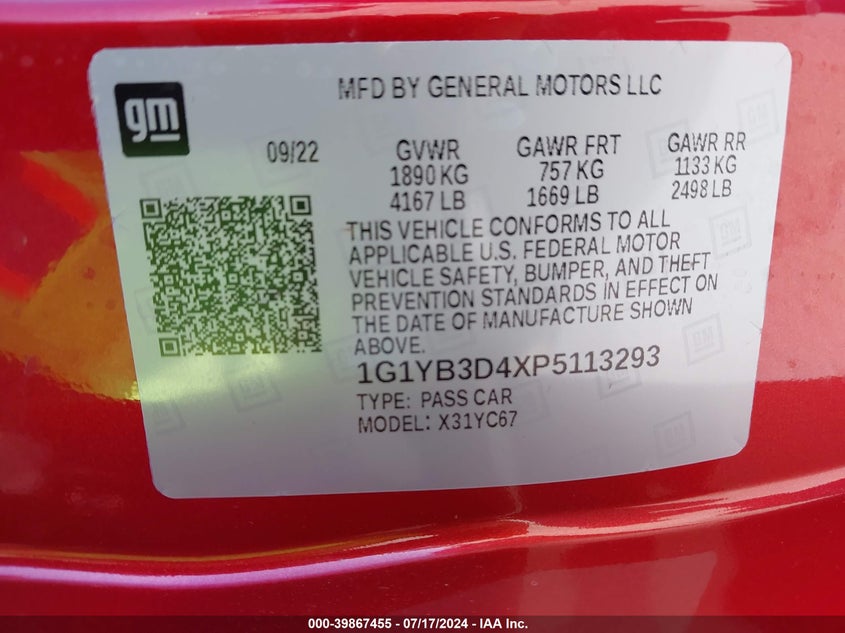 gm
MFD BY GENERAL MOTORS LLC
09/22 GVWR GAWR FRT GAWR RR
1890 KG 757 KG 1133 KG
4167 LB 1669 LB 2498 LB
THIS VEHICLE CONFORMS TO ALL
APPLICABLE U.S. FEDERAL MOTOR
VEHICLE SAFETY, BUMPER, AND THEFT
PREVENTION STANDARDS IN EFFECT ON
THE DATE OF MANUFACTURE SHOWN
ABOVE.
1G1YB3D4XP5113293
TYPE: PASS CAR
MODEL: X31YC67
000-39867455 - 07/17/2024 - IAA Inc.